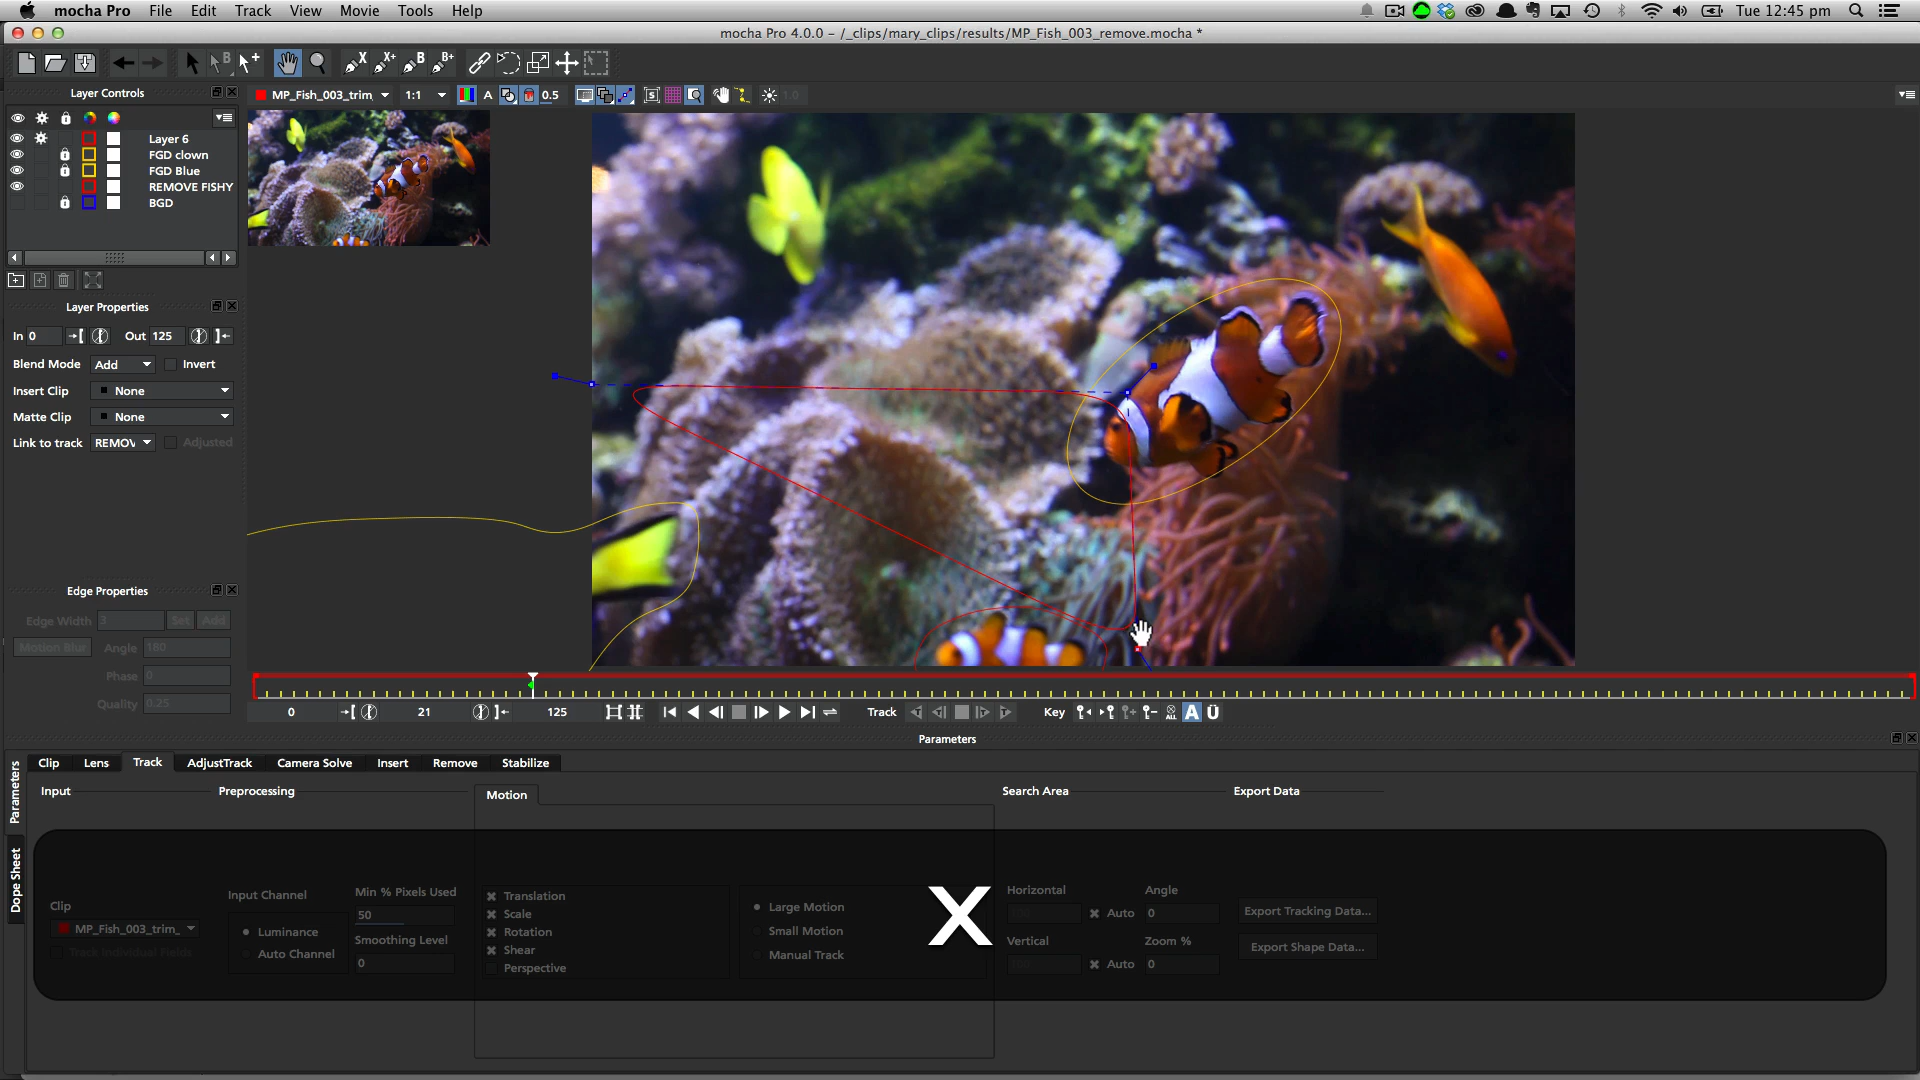 mocha Pro File Edit Track View Movie Tools Help Tue 12:45 pm
mocha Pro 4.0.0 - /_clips/mary_clips/results/MP_Fish_003_remove.mocha *
Layer Controls
MP_Fish_003_trim 1:1 A 0.5 1.0
Layer 6
FGD clown
FGD Blue
REMOVE FISHY
BGD
Layer Properties
In 0 Out 125
Blend Mode Add Invert
Insert Clip None
Matte Clip None
Link to track REMOV Adjusted
Edge Properties
Edge Width 3 Set Add
Motion Blur Angle 180
Phase 0
Quality 0.25
0 21 125 Track Key ALL A Ü
Parameters
Clip Lens Track AdjustTrack Camera Solve Insert Remove Stabilize
Parameters
Dope Sheet
Input Preprocessing Motion Search Area Export Data
Clip
MP_Fish_003_trim_
Track Individual Fields
Input Channel
Luminance
Auto Channel
Min % Pixels Used
50
Smoothing Level
0
Translation
Scale
Rotation
Shear
Perspective
Large Motion
Small Motion
Manual Track
X
Horizontal Angle
Auto 0
Vertical Zoom %
Auto 0
Export Tracking Data...
Export Shape Data...